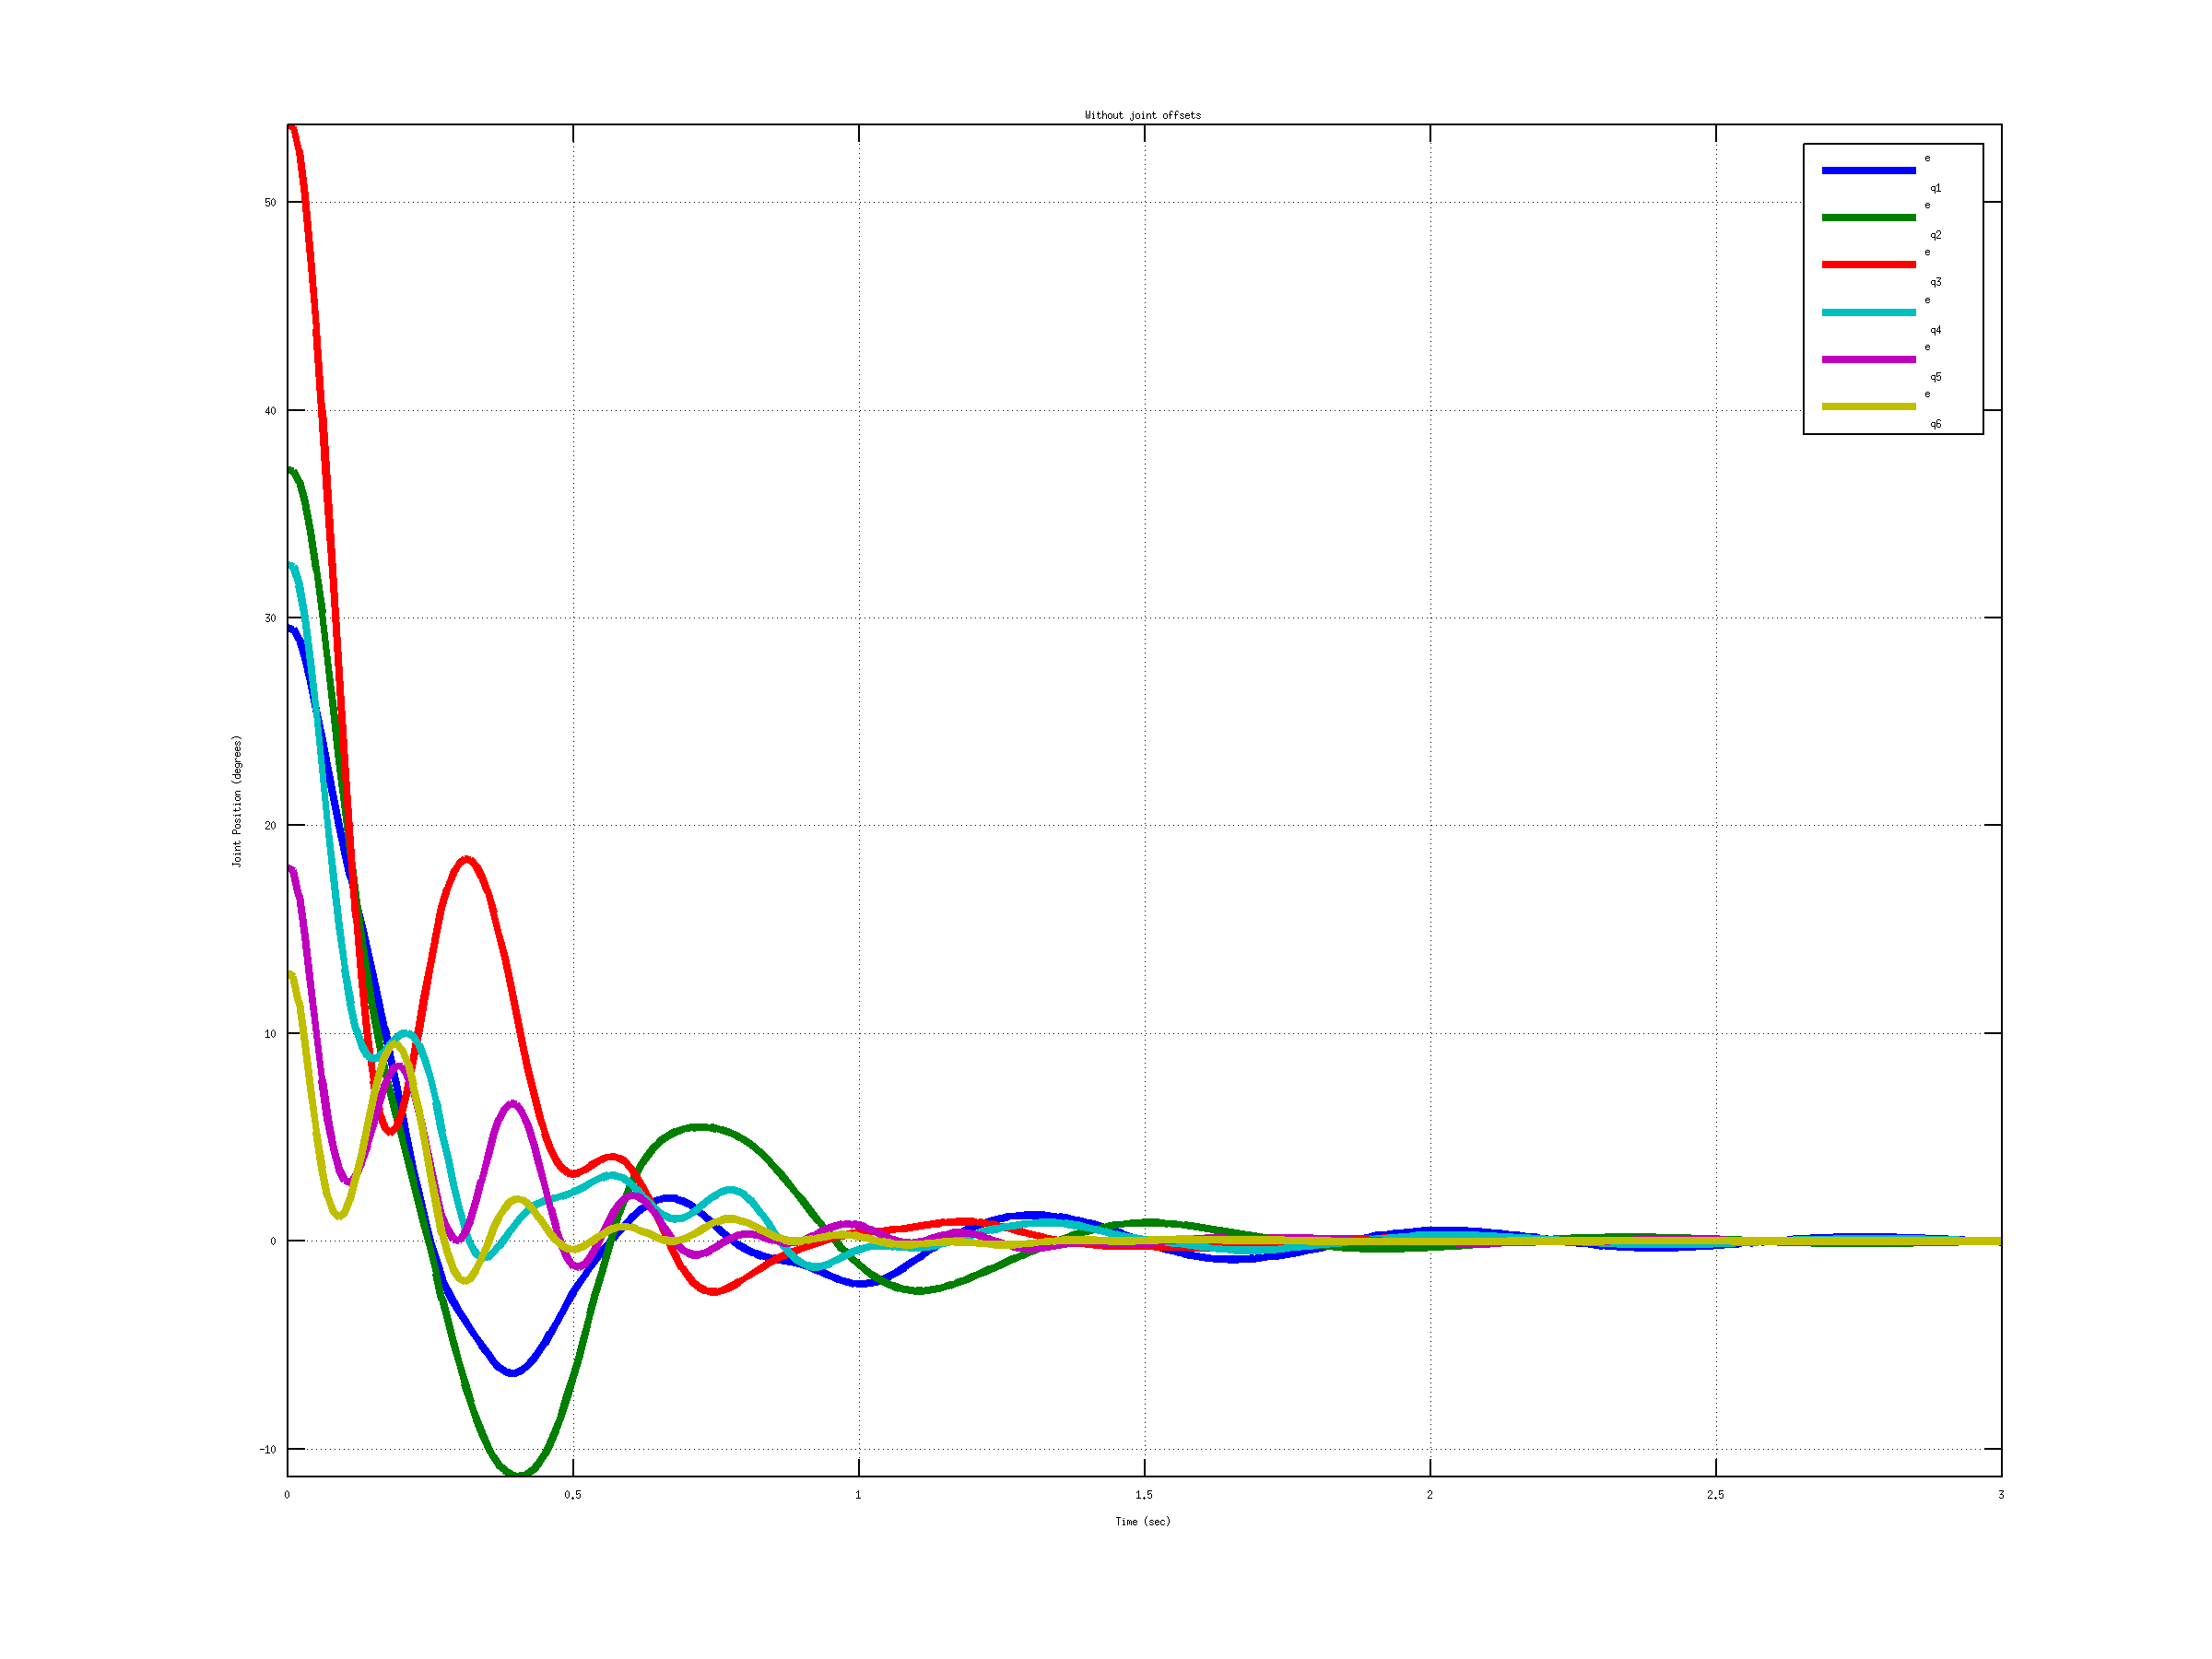 Without joint offsets
50
40
30
20
10
0
-10
Joint Position (degrees)
0 0.5 1 1.5 2 2.5 3
Time (sec)
e
q1
e
q2
e
q3
e
q4
e
q5
e
q6